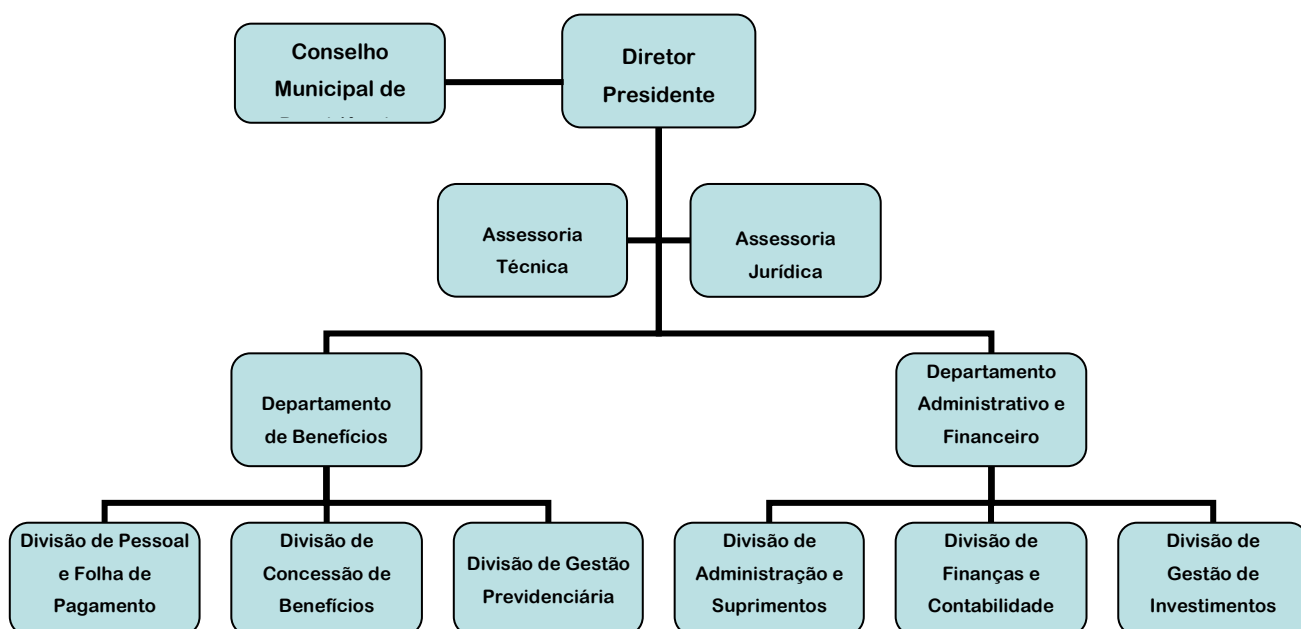 Conselho
Municipal de
Diretor
Presidente
Assessoria
Técnica
Assessoria
Jurídica
Departamento
de Benefícios
Departamento
Administrativo e
Financeiro
Divisão de Pessoal
e Folha de
Pagamento
Divisão de
Concessão de
Benefícios
Divisão de Gestão
Previdenciária
Divisão de
Administração e
Suprimentos
Divisão de
Finanças e
Contabilidade
Divisão de
Gestão de
Investimentos